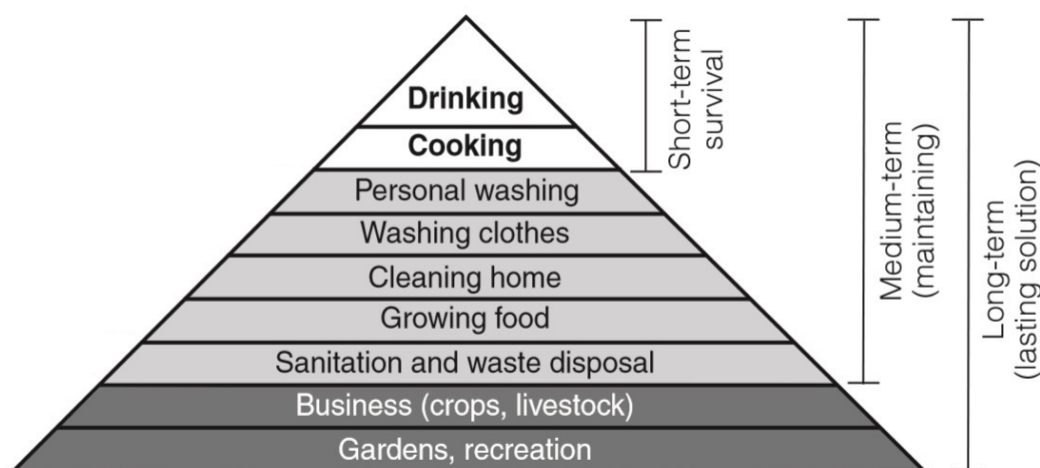 Drinking
Cooking
Personal washing
Washing clothes
Cleaning home
Growing food
Sanitation and waste disposal
Business (crops, livestock)
Gardens, recreation
Short-term
survival
Medium-term
(maintaining)
Long-term
(lasting solution)